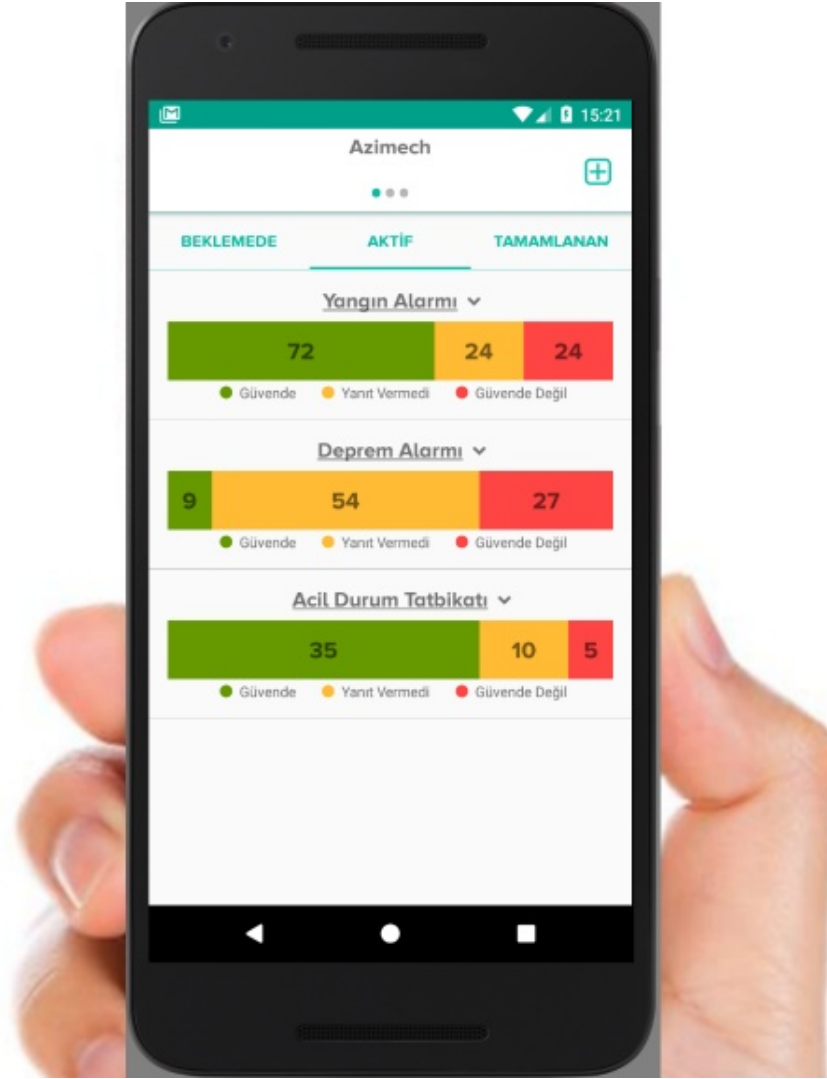 15:21
Azimech
BEKLEMEDE AKTİF TAMAMLANAN
Yangın Alarmı
72 24 24
Güvende Yanıt Vermedi Güvende Değil
Deprem Alarmı
9 54 27
Güvende Yanıt Vermedi Güvende Değil
Acil Durum Tatbikatı
35 10 5
Güvende Yanıt Vermedi Güvende Değil